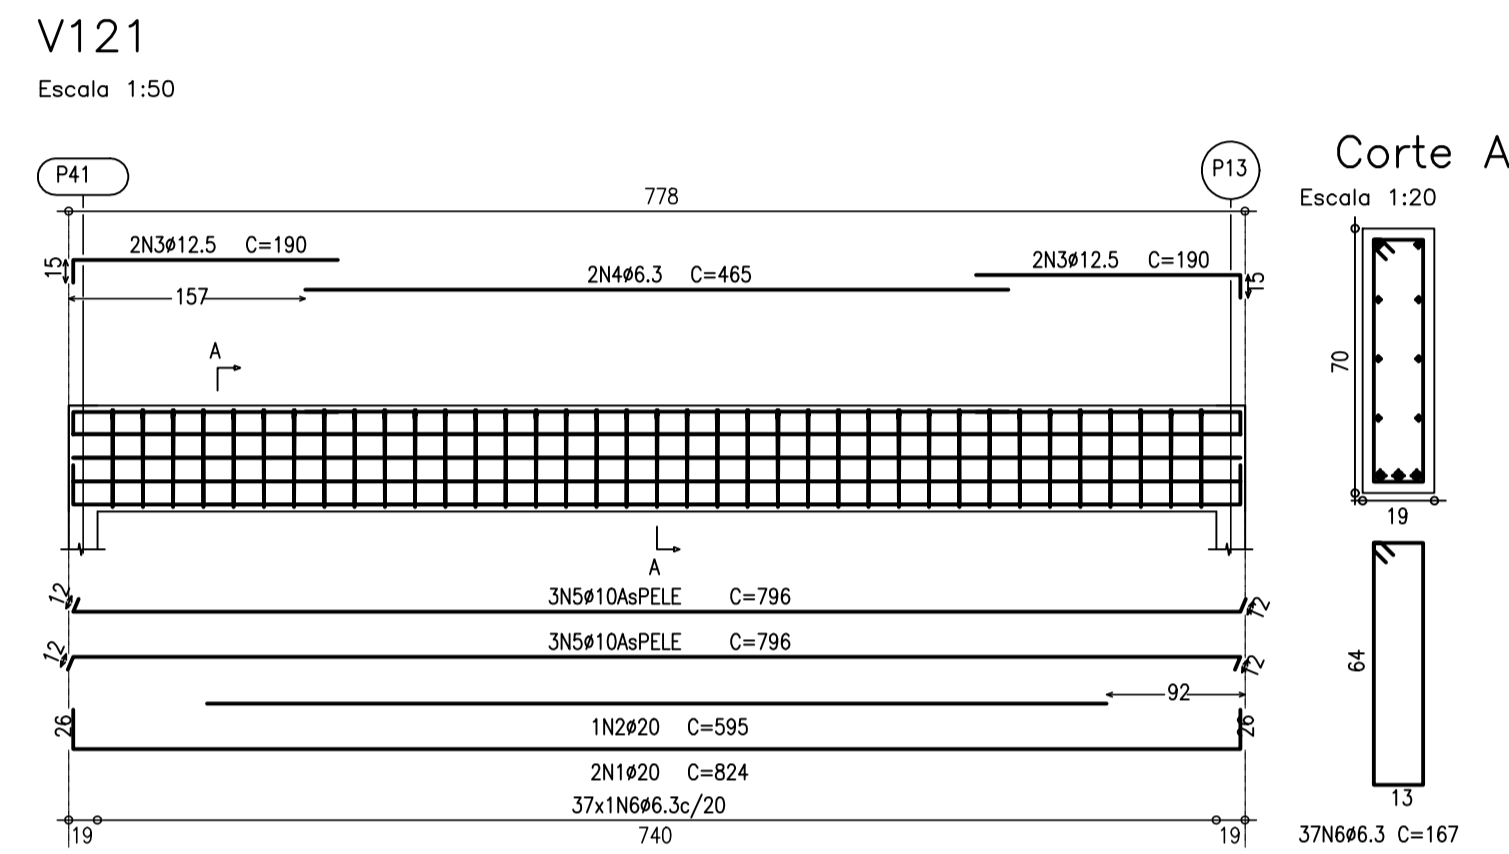 V121
Escala 1:50
P41
P13
Corte A
Escala 1:20
778
2N3ø12.5 C=190
2N4ø6.3 C=465
2N3ø12.5 C=190
15
15
157
A
70
19
A
12
3N5ø10AsPELE C=796
12
12
3N5ø10AsPELE C=796
12
64
92
26
1N2ø20 C=595
26
2N1ø20 C=824
37x1N6ø6.3c/20
13
19
740
19
37N6ø6.3 C=167